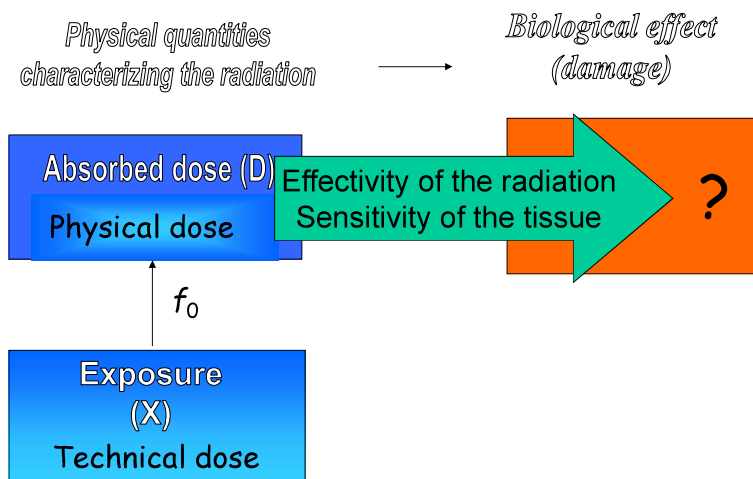 Physical quantities
characterizing the radiation
Biological effect
(damage)
Absorbed dose (D)
Physical dose
Effectivity of the radiation
Sensitivity of the tissue
?
f0
Exposure
(X)
Technical dose